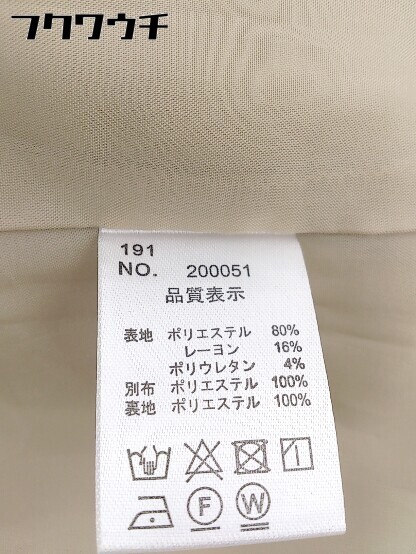 フクワウチ
191
NO. 200051
品質表示
表地 ポリエステル 80%
レーヨン 16%
ポリウレタン 4%
別布 ポリエステル 100%
裏地 ポリエステル 100%
F W